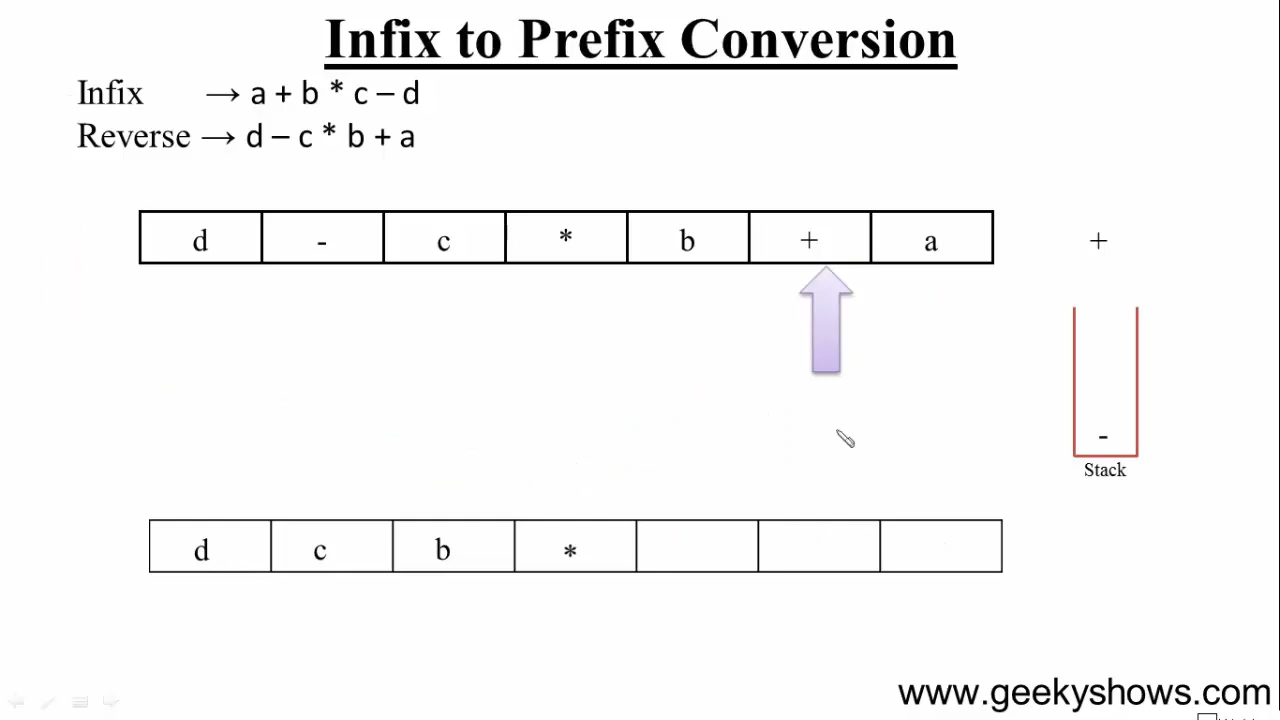 Infix to Prefix Conversion
Infix → a + b * c – d
Reverse → d – c * b + a
d - c * b + a +
-
Stack
d c b *
www.geekyshows.com